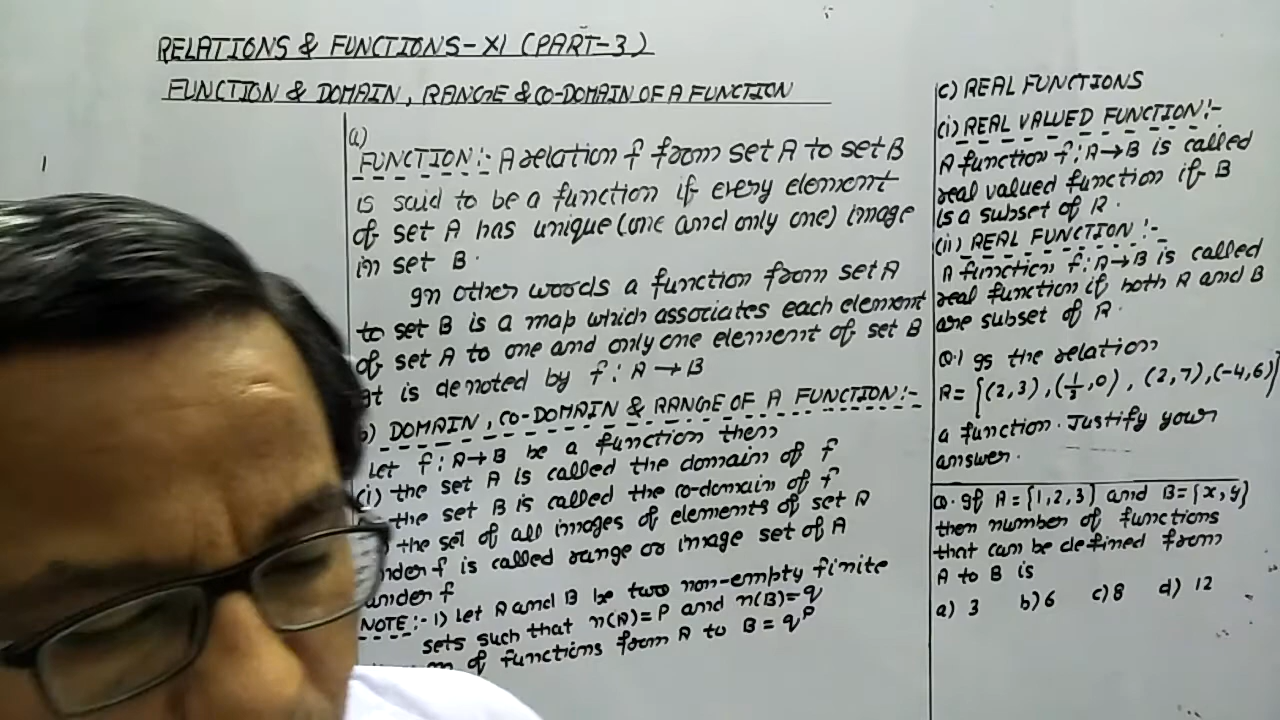 RELATIONS & FUNCTIONS-XI (PART-3)
FUNCTION & DOMAIN, RANGE & CO-DOMAIN OF A FUNCTION
1
a)
FUNCTION:- A relation f from set A to set B
is said to be a function if every element
of set A has unique (one and only one) image
in set B.
In other words a function from set A
to set B is a map which associates each element
of set A to one and only one element of set B
It is denoted by f: A→B
b) DOMAIN, CO-DOMAIN & RANGE OF A FUNCTION:-
Let f: A→B be a function then
(i) the set A is called the domain of f
the set B is called the co-domain of f
the set of all images of elements of set A
under f is called range or image set of A
under f
NOTE:- 1) Let A and B be two non-empty finite
sets such that n(A)=P and n(B)=q
of functions from A to B = q^P
C) REAL FUNCTIONS
(i) REAL VALUED FUNCTION:-
A function f: A→B is called
real valued function if B
is a subset of R.
(ii) REAL FUNCTION:-
A function f: A→B is called
real function if both A and B
are subset of R.
Q.1 Is the relation
R= {(2,3), (1/2,0), (2,7), (-4,6)}
a function. Justify your
answer.
Q. If A = {1,2,3} and B={x,y}
then number of functions
that can be defined from
A to B is
a) 3 b) 6 c) 8 d) 12